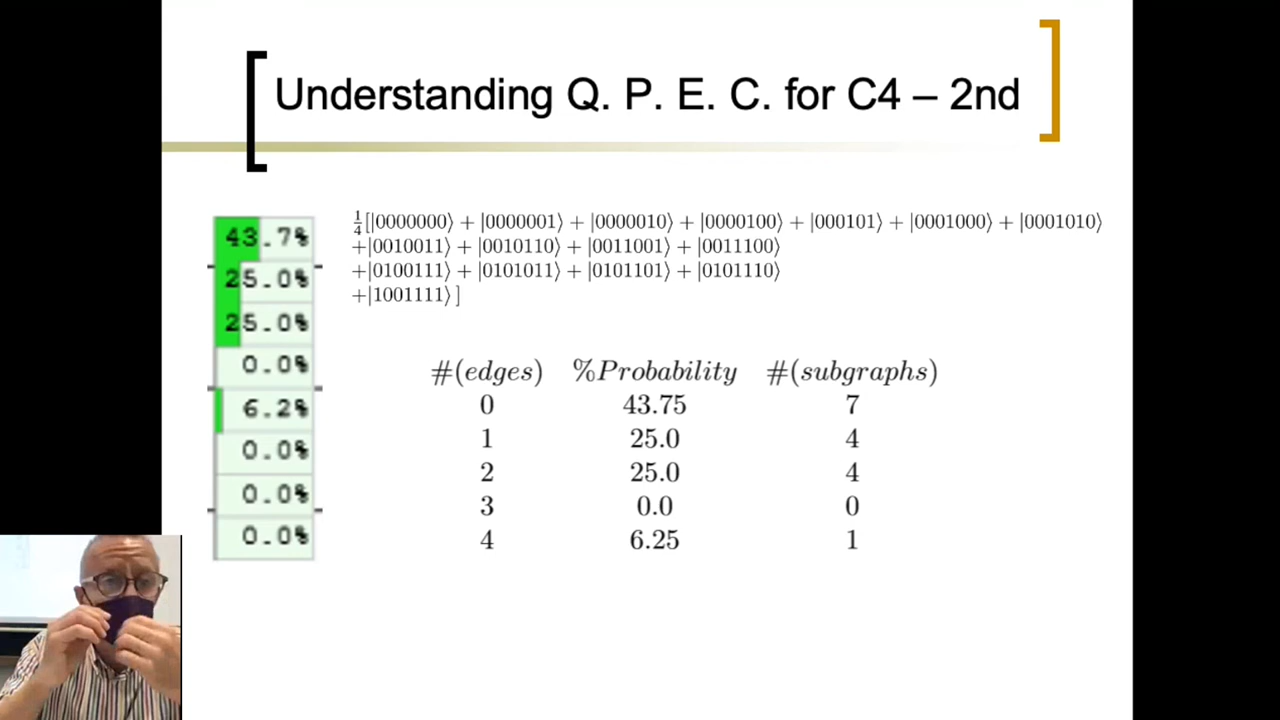 Understanding Q. P. E. C. for C4 – 2nd
43.7%
25.0%
25.0%
0.0%
6.2%
0.0%
0.0%
0.0%
1/4[|0000000⟩ + |0000001⟩ + |0000010⟩ + |0000100⟩ + |000101⟩ + |0001000⟩ + |0001010⟩
+|0010011⟩ + |0010110⟩ + |0011001⟩ + |0011100⟩
+|0100111⟩ + |0101011⟩ + |0101101⟩ + |0101110⟩
+|1001111⟩ ]
#(edges) %Probability #(subgraphs)
0 43.75 7
1 25.0 4
2 25.0 4
3 0.0 0
4 6.25 1